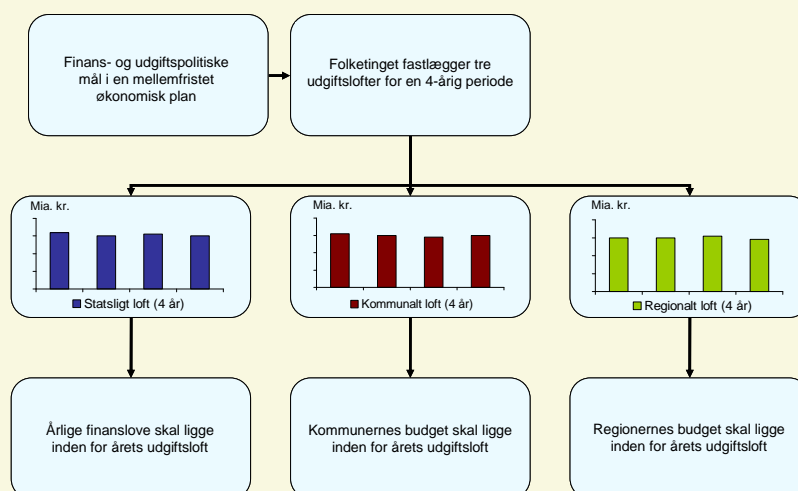 Finans- og udgiftspolitiske
mål i en mellemfristet
økonomisk plan
Folketinget fastlægger tre
udgiftslofter for en 4-årig periode
Mia. kr.
Statsligt loft (4 år)
Mia. kr.
Kommunalt loft (4 år)
Mia. kr.
Regionalt loft (4 år)
Årlige finanslove skal ligge
inden for årets udgiftsloft
Kommunernes budget skal ligge
inden for årets udgiftsloft
Regionernes budget skal ligge
inden for årets udgiftsloft